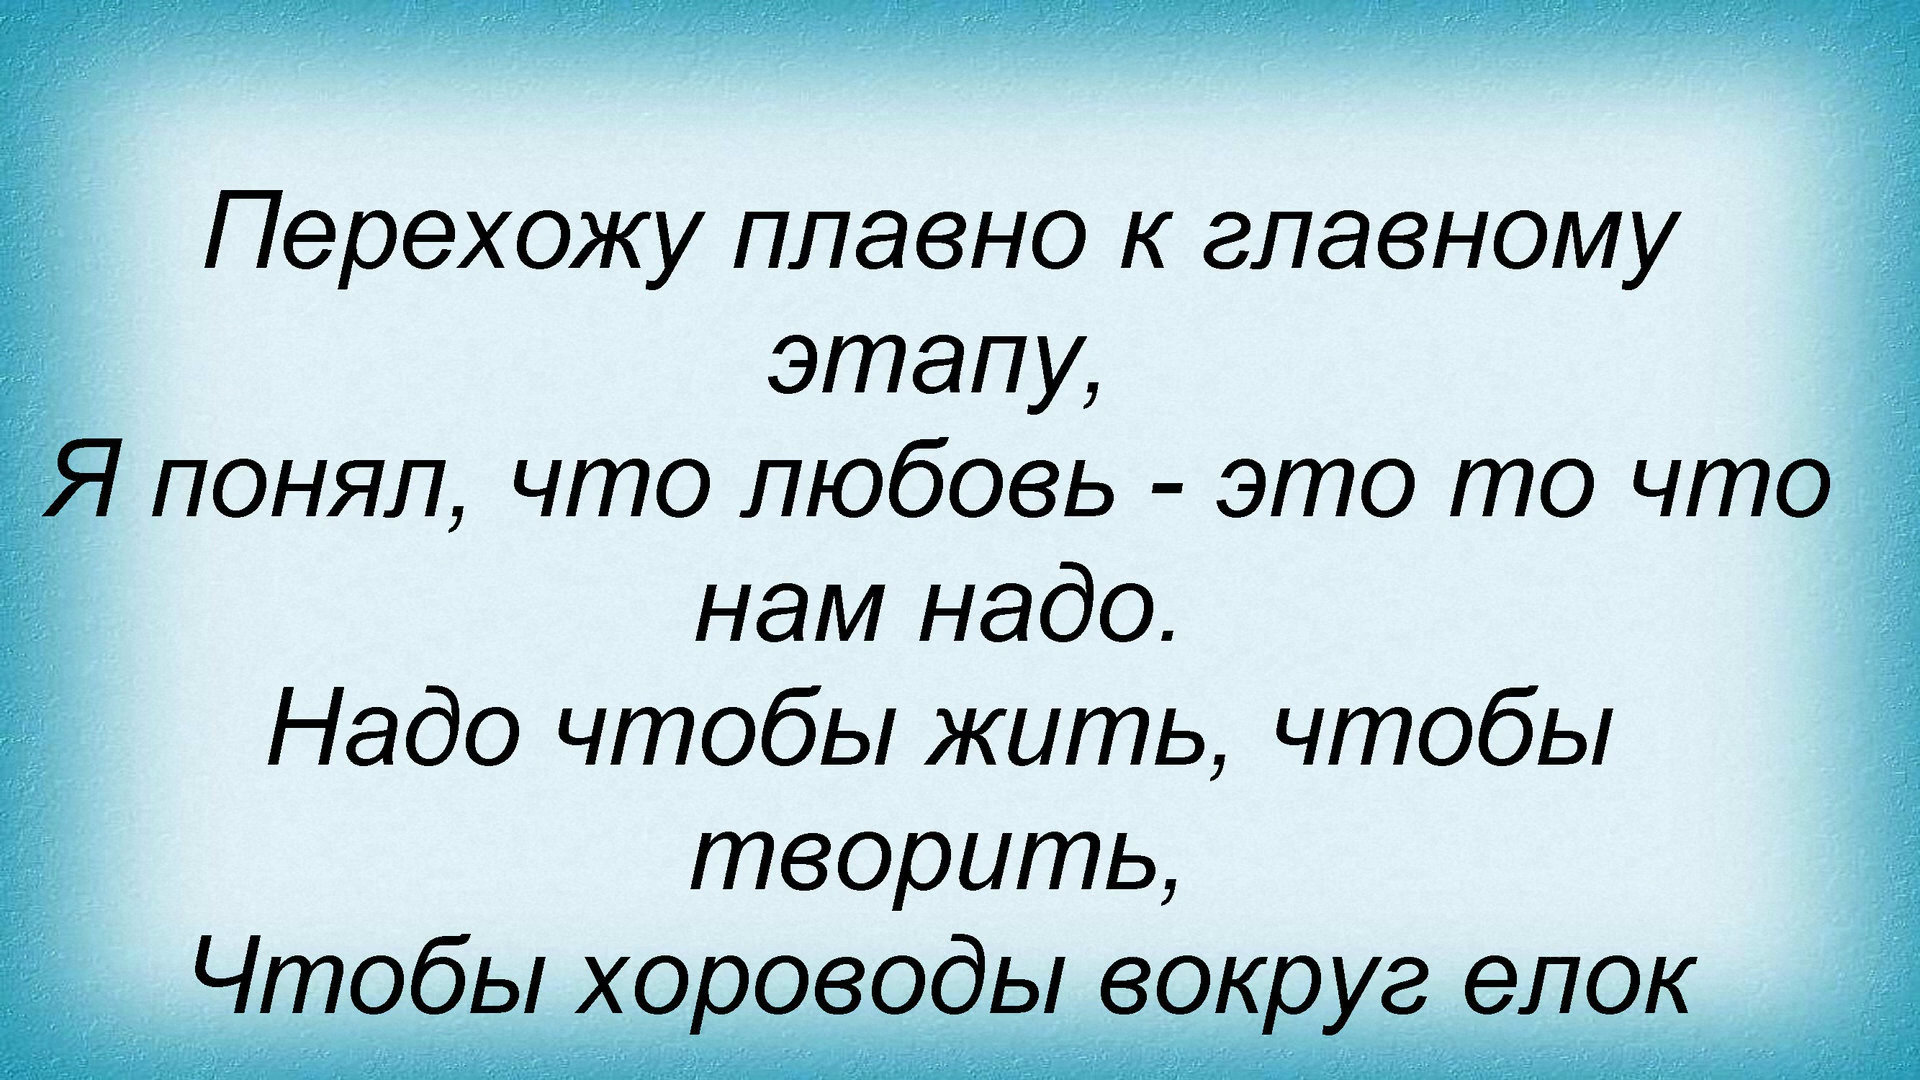 Перехожу плавно к главному
этапу,
Я понял, что любовь - это то что
нам надо.
Надо чтобы жить, чтобы
творить,
Чтобы хороводы вокруг елок